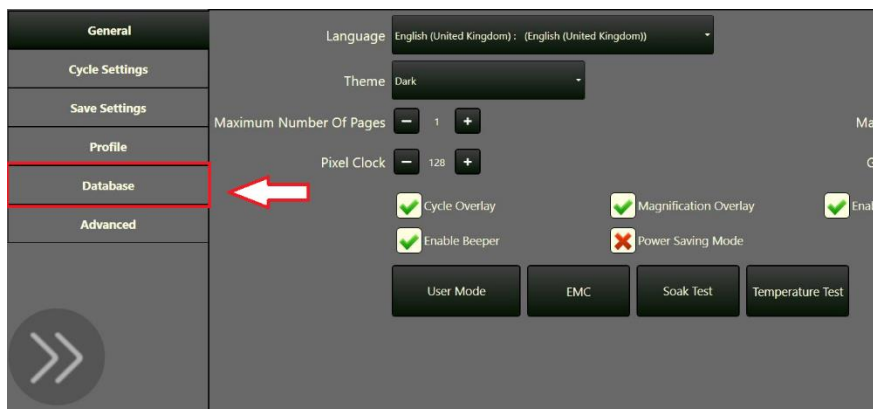 General
Cycle Settings
Save Settings
Profile
Database
Advanced
Language English (United Kingdom) : (English (United Kingdom))
Theme Dark
Maximum Number Of Pages 1
Pixel Clock 128
Cycle Overlay Magnification Overlay
Enable Beeper Power Saving Mode
User Mode EMC Soak Test Temperature Test